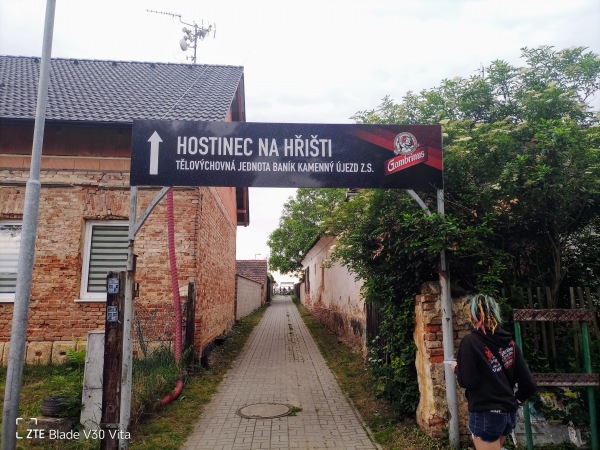 HOSTINEC NA HŘIŠTI
TĚLOVÝCHOVNÁ JEDNOTA BANÍK KAMENNÝ ÚJEZD Z.S.
Gambrinus
ZTE Blade V30 Vita